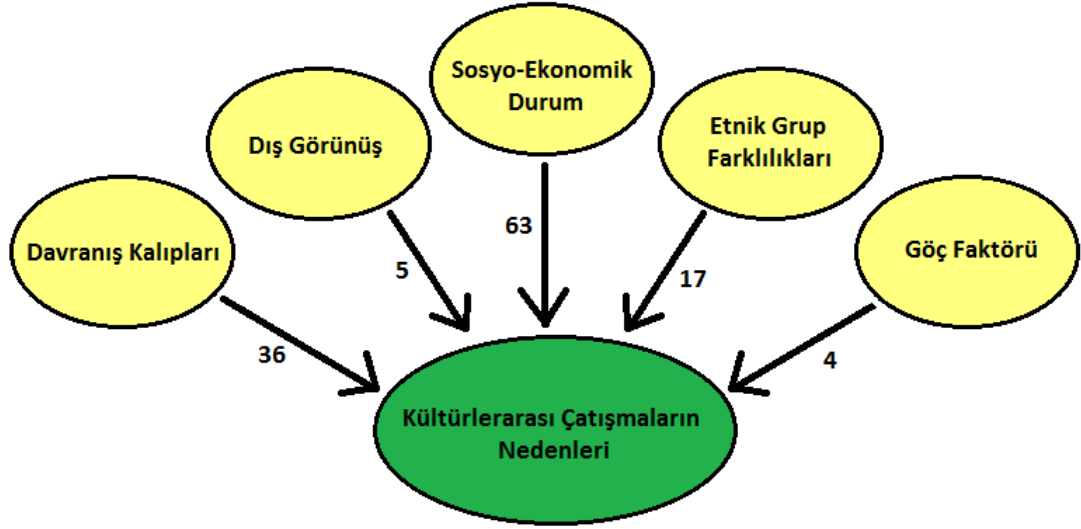 Sosyo-Ekonomik
Durum
Dış Görünüş
Etnik Grup
Farklılıkları
Davranış Kalıpları
Göç Faktörü
63
5
17
36
4
Kültürlerarası Çatışmaların
Nedenleri